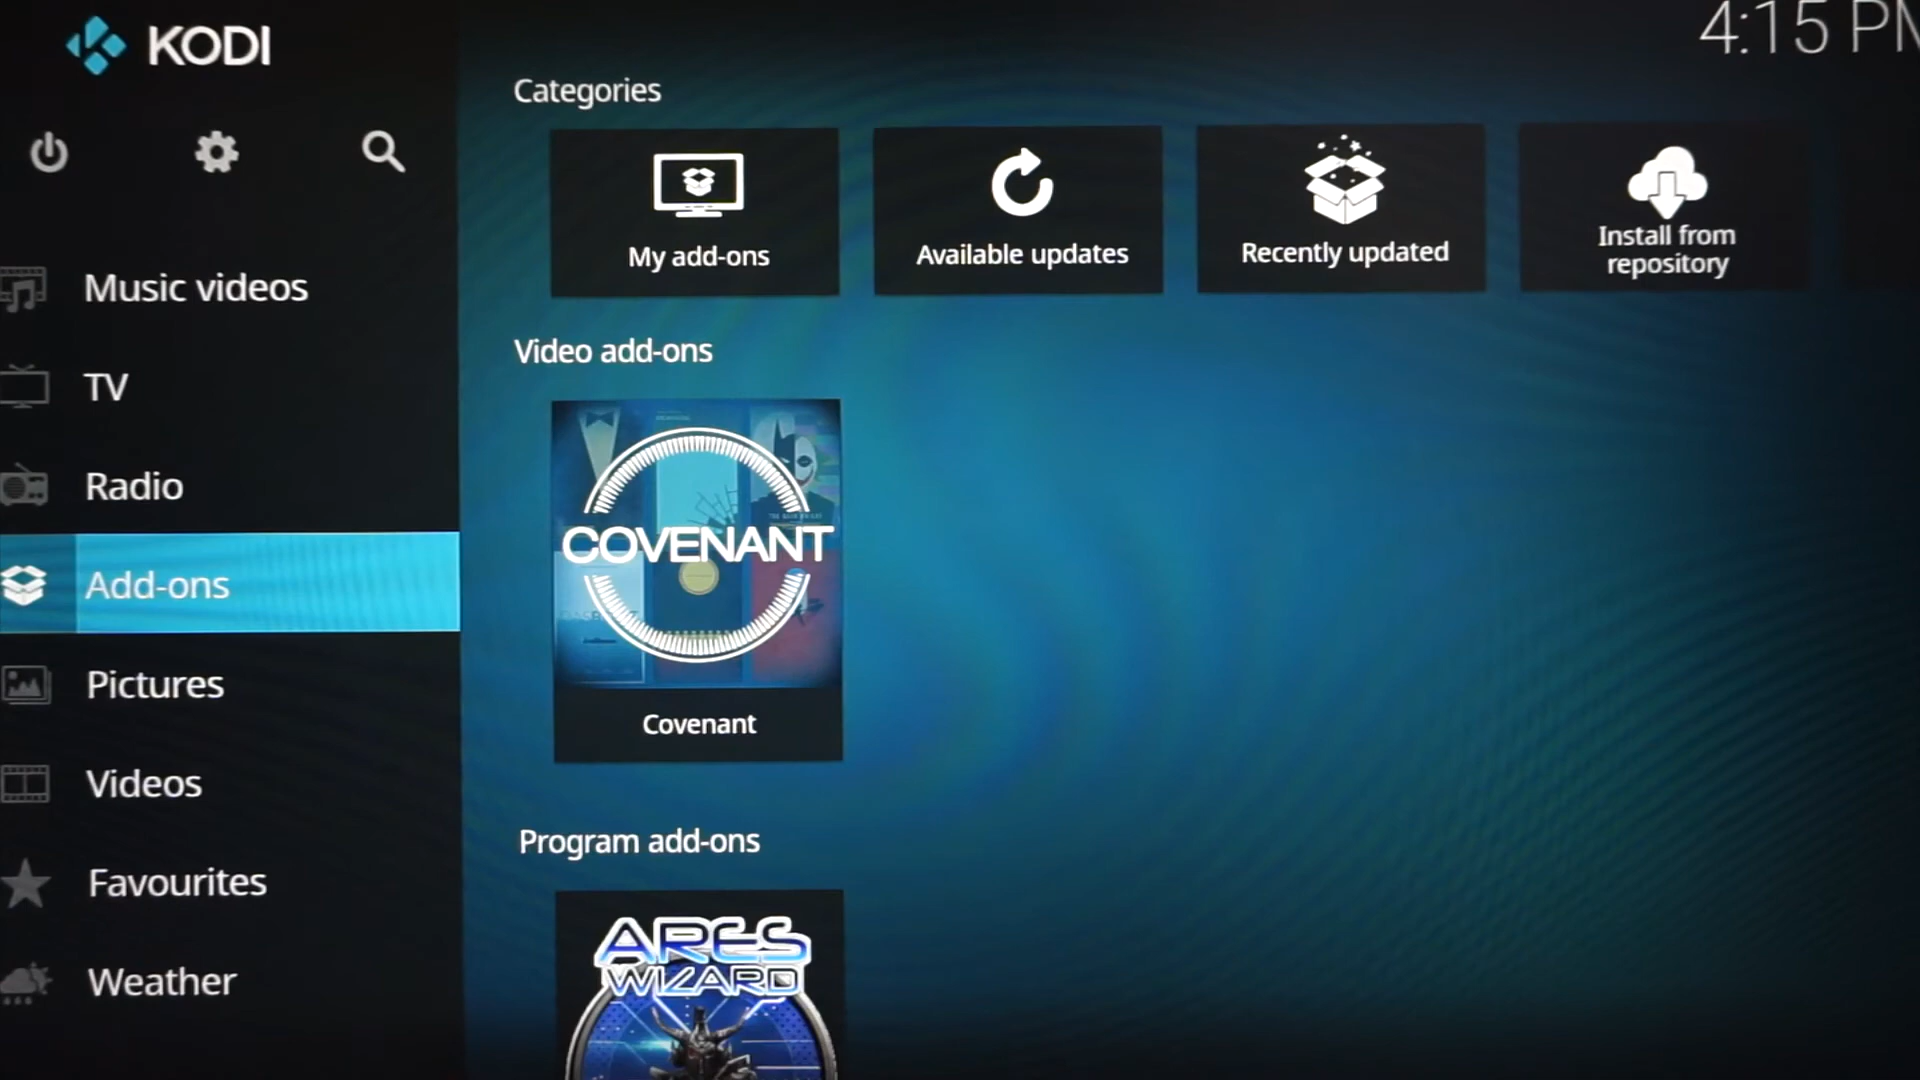 KODI
4:15 PM
Categories
My add-ons
Available updates
Recently updated
Install from
repository
Music videos
TV
Radio
Add-ons
Pictures
Videos
Favourites
Weather
Video add-ons
COVENANT
Covenant
Program add-ons
ARES
WIZARD